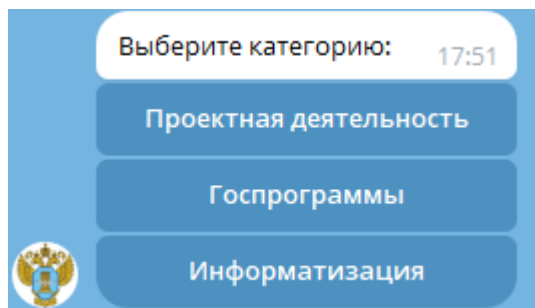 Выберите категорию:
17:51
Проектная деятельность
Госпрограммы
Информатизация